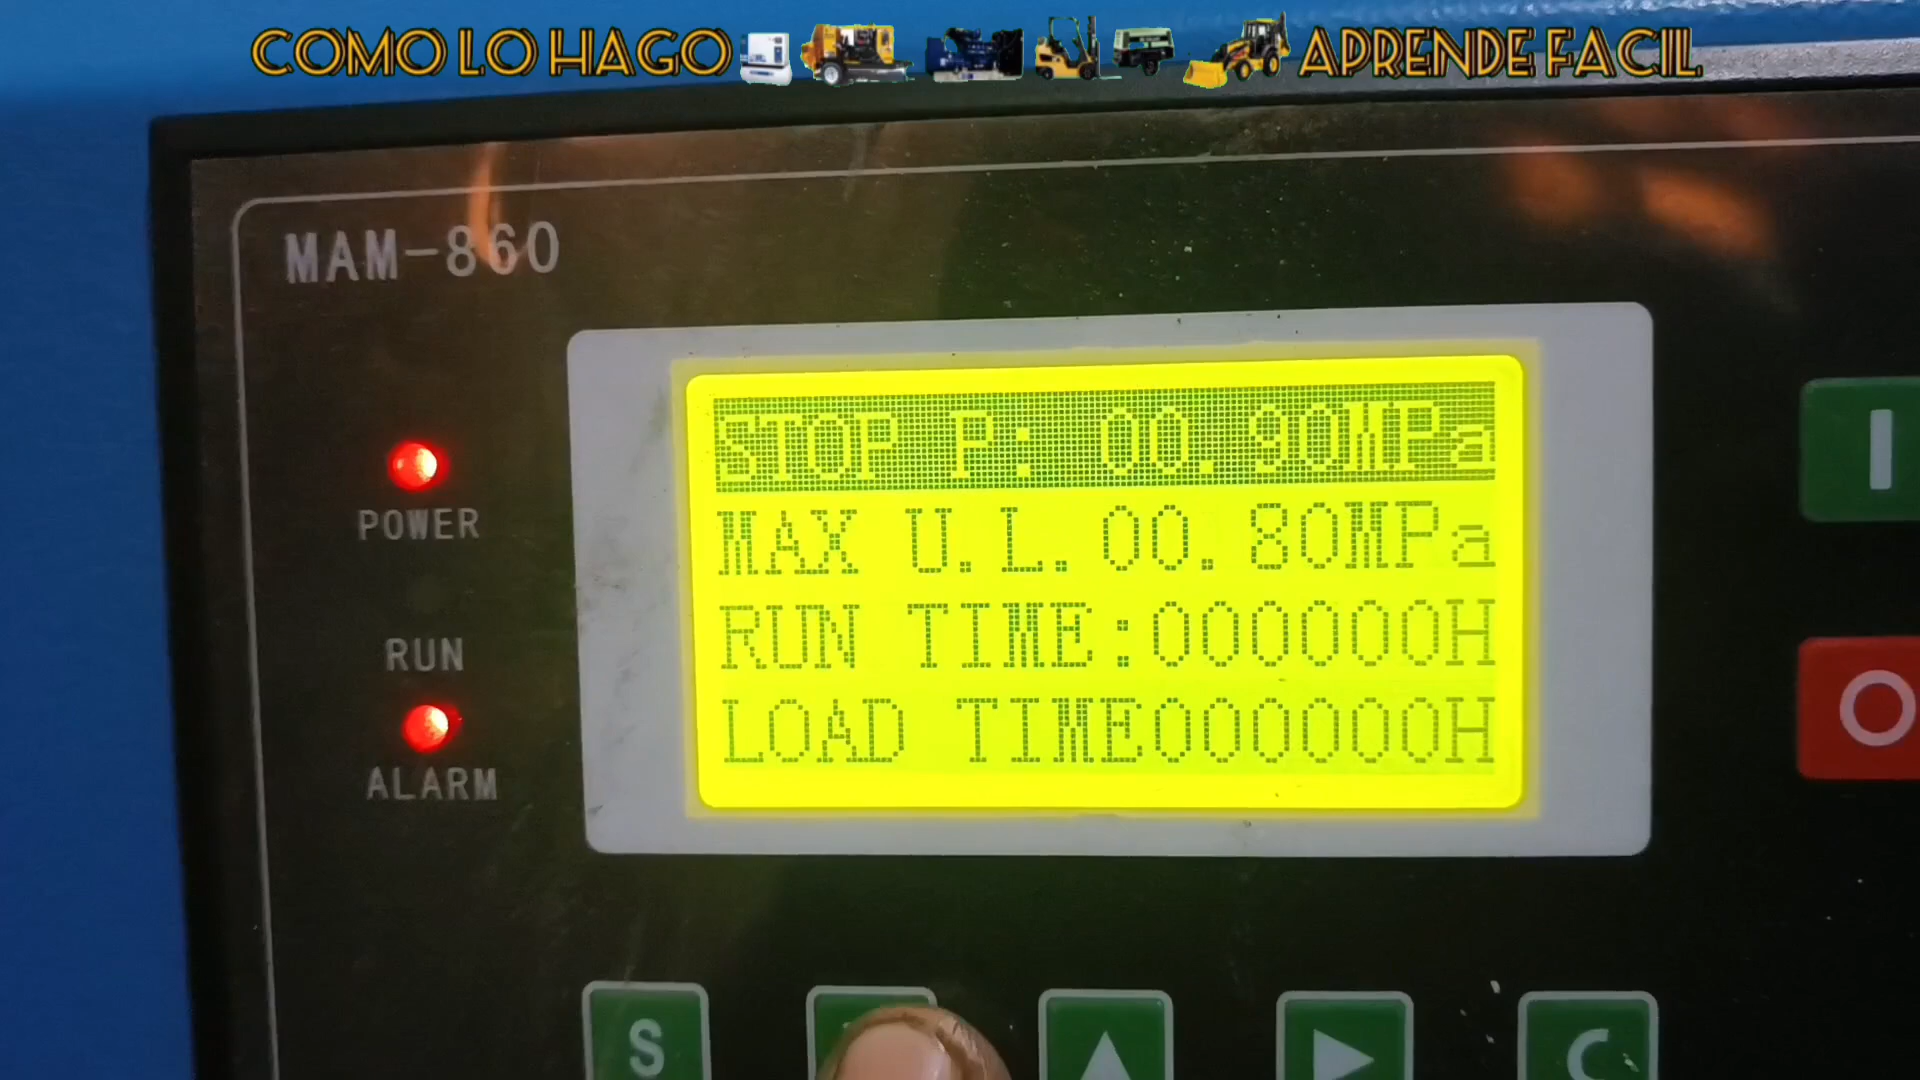 COMO LO HAGO APRENDE FACIL
MAM-860
STOP P: 00.90MPa
MAX U.L.00.80MPa
RUN TIME:000000H
LOAD TIME000000H
POWER
RUN
ALARM
S
C